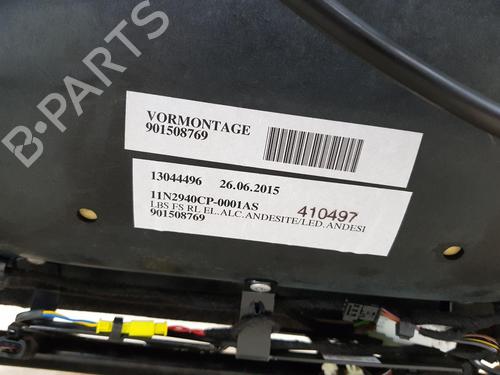 B-PARTS
VORMONTAGE
901508769
13044496 26.06.2015
11N2940CP-0001AS
410497
LBS FS RL EL.ALC.ANDESITE/LED.ANDESI
901508769